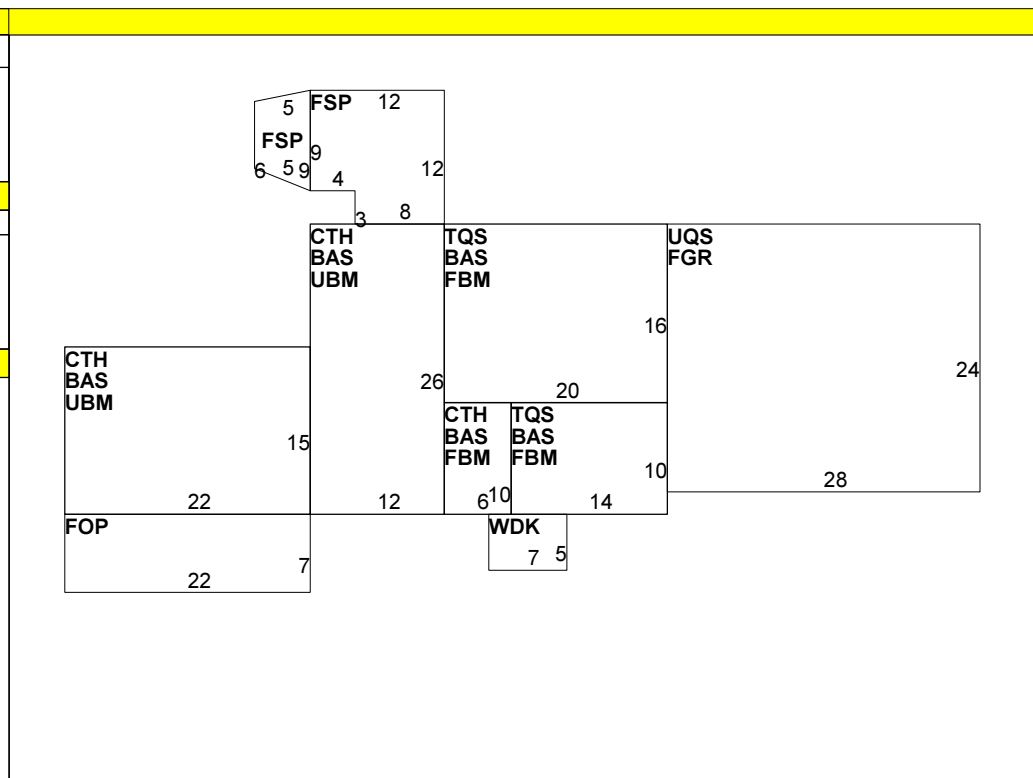 5
FSP
12
FSP
9
12
6
5
9
4
3
8
CTH
BAS
UBM
TQS
BAS
FBM
UQS
FGR
16
24
CTH
BAS
UBM
26
20
CTH
BAS
FBM
TQS
BAS
FBM
15
10
28
22
12
6
10
14
FOP
WDK
7
5
7
22